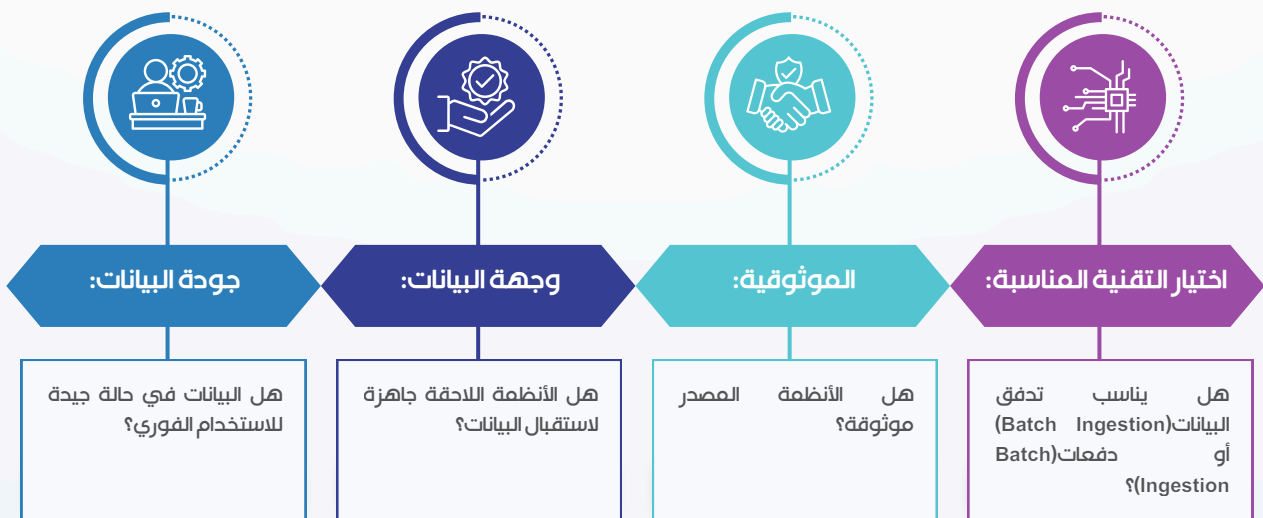 اختيار التقنية المناسبة:
هل يناسب تدفق
البيانات(Batch Ingestion)
أو دفعات(Batch
Ingestion)؟
الموثوقية:
هل الأنظمة المصدر
موثوقة؟
وجهة البيانات:
هل الأنظمة اللاحقة جاهزة
لاستقبال البيانات؟
جودة البيانات:
هل البيانات في حالة جيدة
للاستخدام الفوري؟